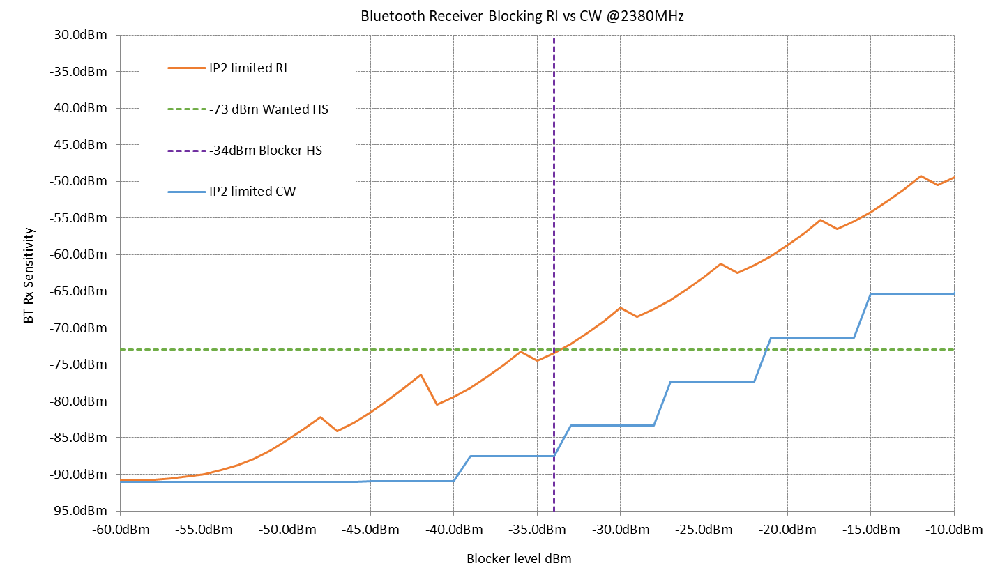 Bluetooth Receiver Blocking RI vs CW @2380MHz
-30.0dBm
-35.0dBm
-40.0dBm
-45.0dBm
-50.0dBm
-55.0dBm
-60.0dBm
-65.0dBm
-70.0dBm
-75.0dBm
-80.0dBm
-85.0dBm
-90.0dBm
-95.0dBm
BT Rx Sensitivity
IP2 limited RI
-73 dBm Wanted HS
-34dBm Blocker HS
IP2 limited CW
-60.0dBm -55.0dBm -50.0dBm -45.0dBm -40.0dBm -35.0dBm -30.0dBm -25.0dBm -20.0dBm -15.0dBm -10.0dBm
Blocker level dBm